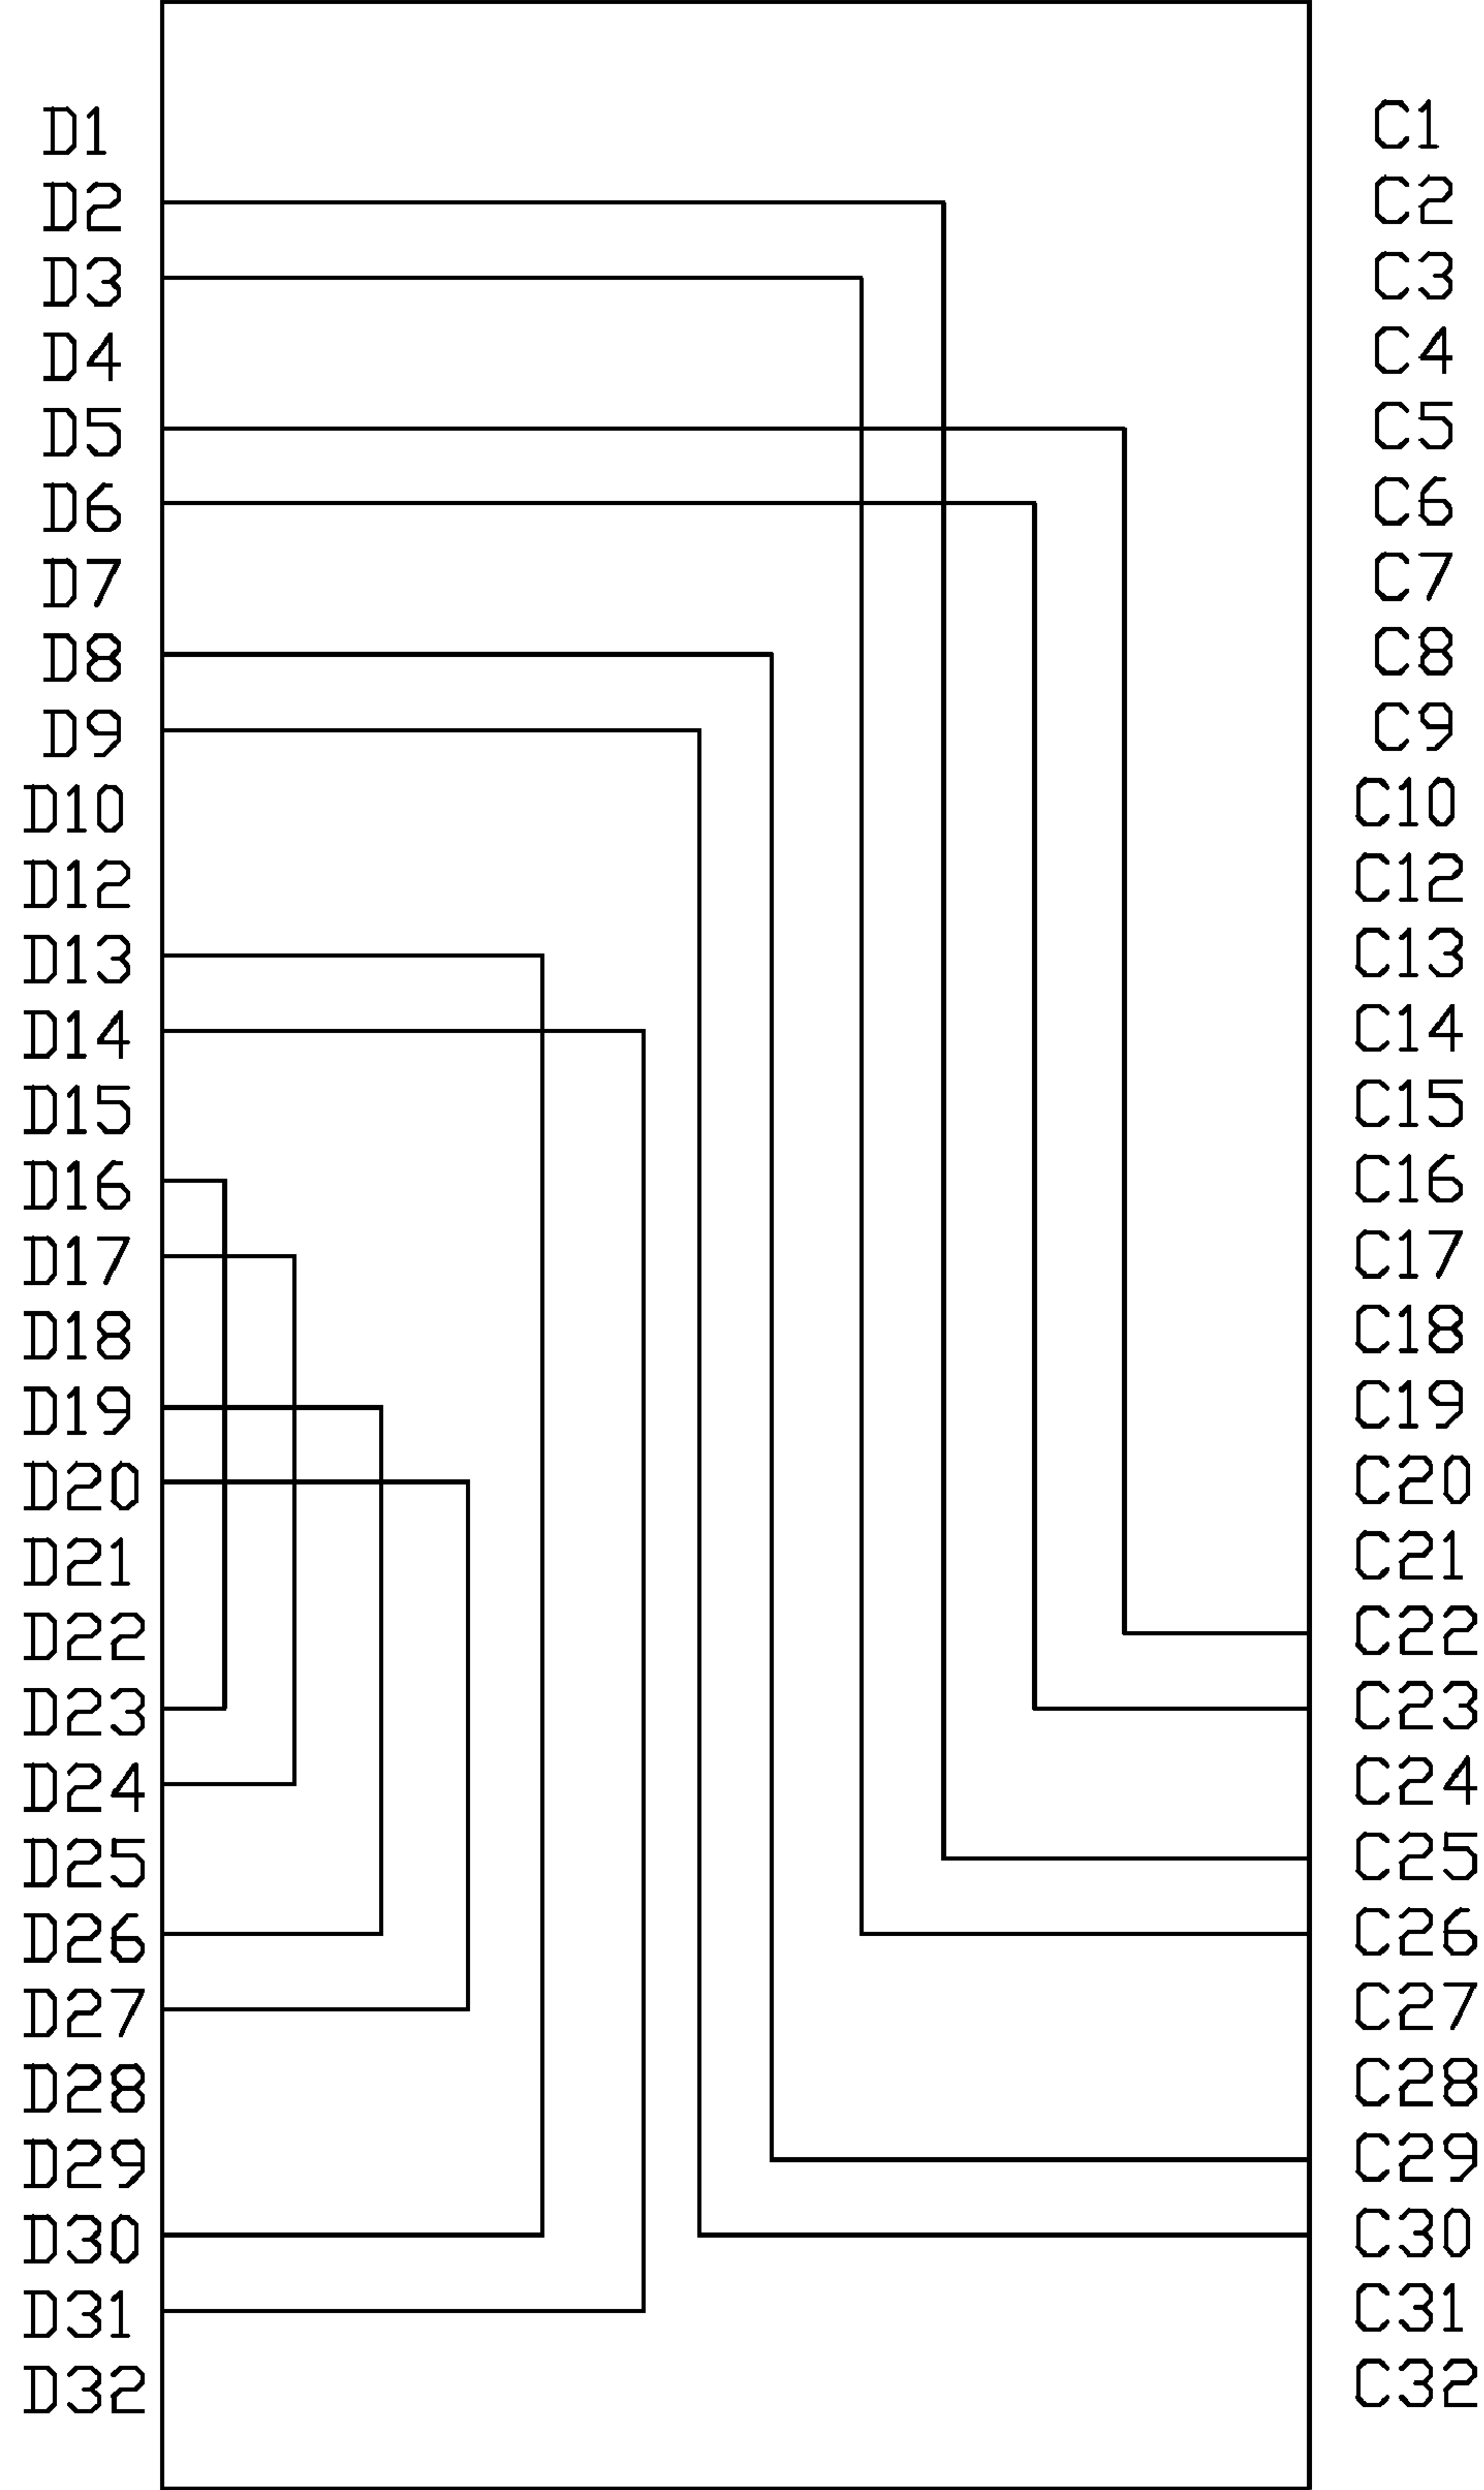 D1 C1
D2 C2
D3 C3
D4 C4
D5 C5
D6 C6
D7 C7
D8 C8
D9 C9
D10 C10
D12 C12
D13 C13
D14 C14
D15 C15
D16 C16
D17 C17
D18 C18
D19 C19
D20 C20
D21 C21
D22 C22
D23 C23
D24 C24
D25 C25
D26 C26
D27 C27
D28 C28
D29 C29
D30 C30
D31 C31
D32 C32